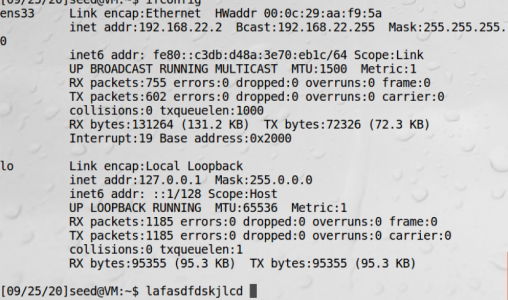 [09/25/20]seed@VM:~$ ifconfig
ens33     Link encap:Ethernet  HWaddr 00:0c:29:aa:f9:5a
          inet addr:192.168.22.2  Bcast:192.168.22.255  Mask:255.255.255.
0
          inet6 addr: fe80::c3db:d48a:3e70:eb1c/64 Scope:Link
          UP BROADCAST RUNNING MULTICAST  MTU:1500  Metric:1
          RX packets:755 errors:0 dropped:0 overruns:0 frame:0
          TX packets:602 errors:0 dropped:0 overruns:0 carrier:0
          collisions:0 txqueuelen:1000
          RX bytes:131264 (131.2 KB)  TX bytes:72326 (72.3 KB)
          Interrupt:19 Base address:0x2000
lo        Link encap:Local Loopback
          inet addr:127.0.0.1  Mask:255.0.0.0
          inet6 addr: ::1/128 Scope:Host
          UP LOOPBACK RUNNING  MTU:65536  Metric:1
          RX packets:1185 errors:0 dropped:0 overruns:0 frame:0
          TX packets:1185 errors:0 dropped:0 overruns:0 carrier:0
          collisions:0 txqueuelen:1
          RX bytes:95355 (95.3 KB)  TX bytes:95355 (95.3 KB)
[09/25/20]seed@VM:~$ lafasdfdskjlcd